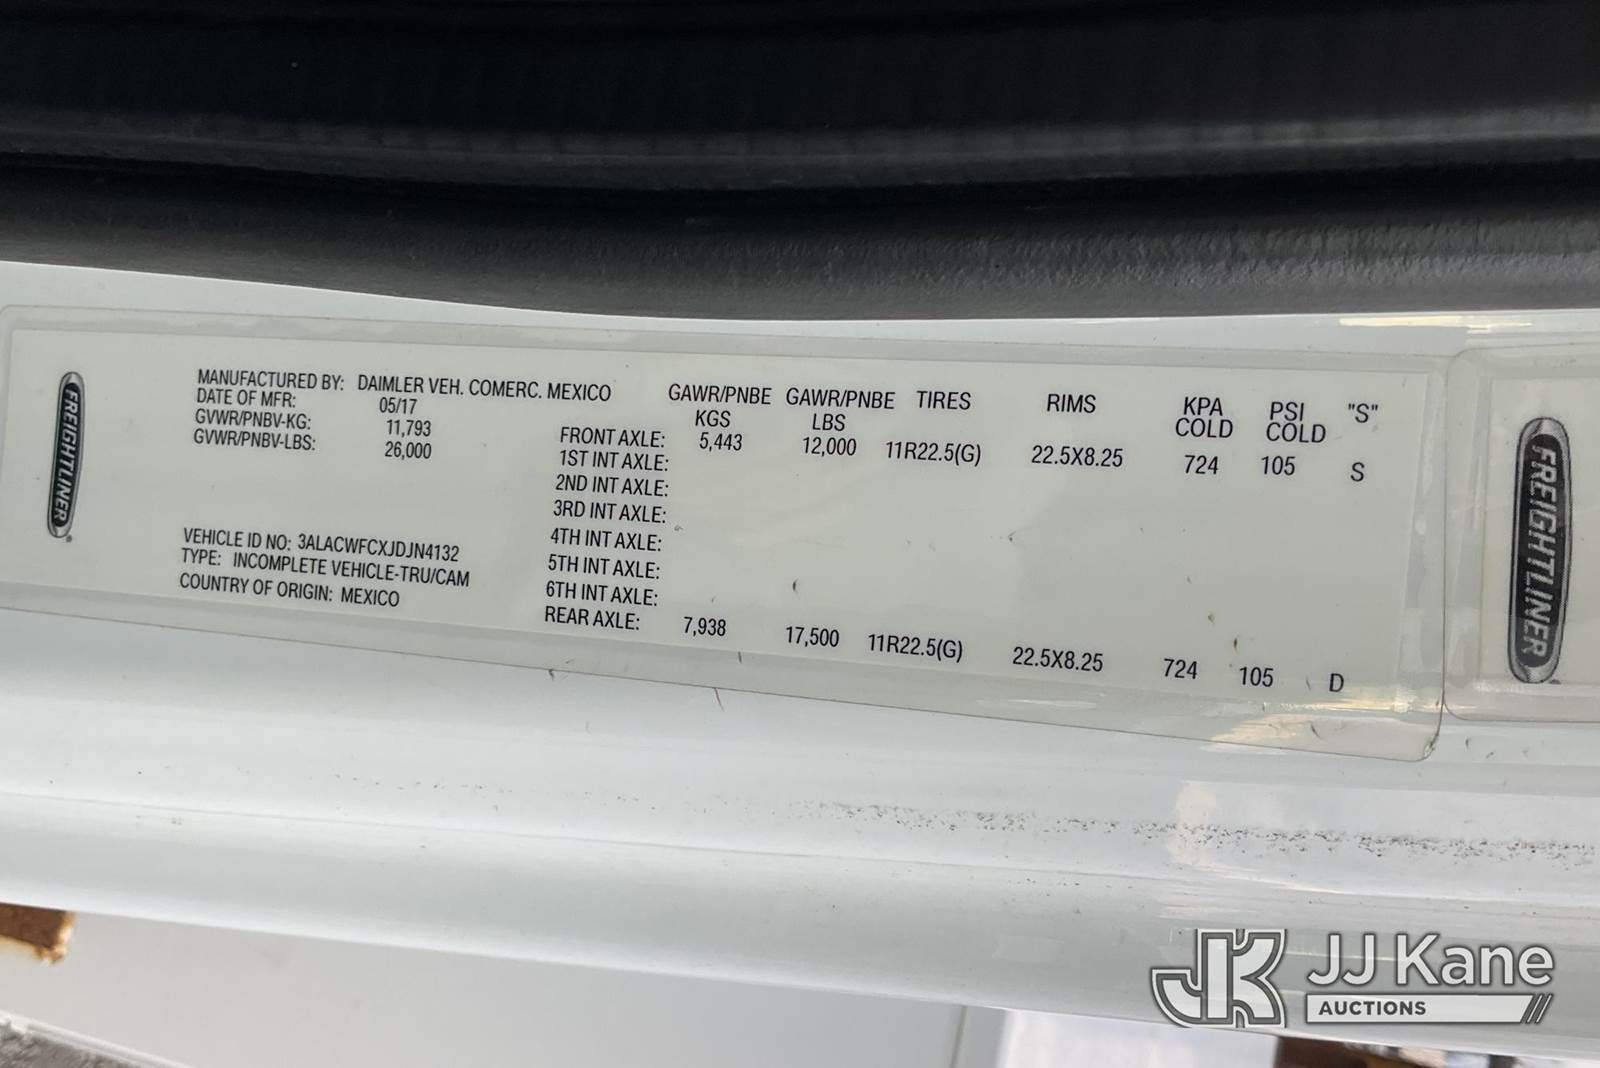 FREIGHTLINER
MANUFACTURED BY: DAIMLER VEH. COMERC. MEXICO
DATE OF MFR: 05/17
GVWR/PNBV-KG: 11,793
GVWR/PNBV-LBS: 26,000
VEHICLE ID NO: 3ALACWFCXJDJN4132
TYPE: INCOMPLETE VEHICLE-TRU/CAM
COUNTRY OF ORIGIN: MEXICO
GAWR/PNBE GAWR/PNBE TIRES RIMS KPA PSI "S"
KGS LBS COLD COLD
FRONT AXLE: 5,443 12,000 11R22.5(G) 22.5X8.25 724 105 S
1ST INT AXLE:
2ND INT AXLE:
3RD INT AXLE:
4TH INT AXLE:
5TH INT AXLE:
6TH INT AXLE:
REAR AXLE: 7,938 17,500 11R22.5(G) 22.5X8.25 724 105 D
FREIGHTLINER
JK JJ Kane
AUCTIONS